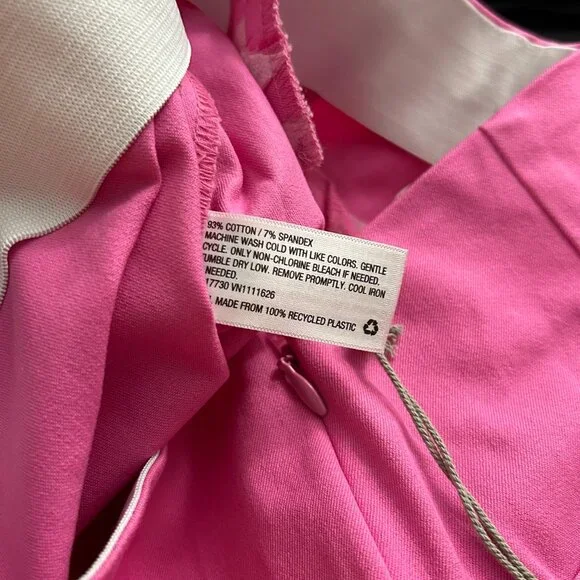 93% COTTON / 7% SPANDEX
MACHINE WASH COLD WITH LIKE COLORS. GENTLE
CYCLE. ONLY NON-CHLORINE BLEACH IF NEEDED.
TUMBLE DRY LOW. REMOVE PROMPTLY. COOL IRON
NEEDED.
17730 VN1111626
MADE FROM 100% RECYCLED PLASTIC